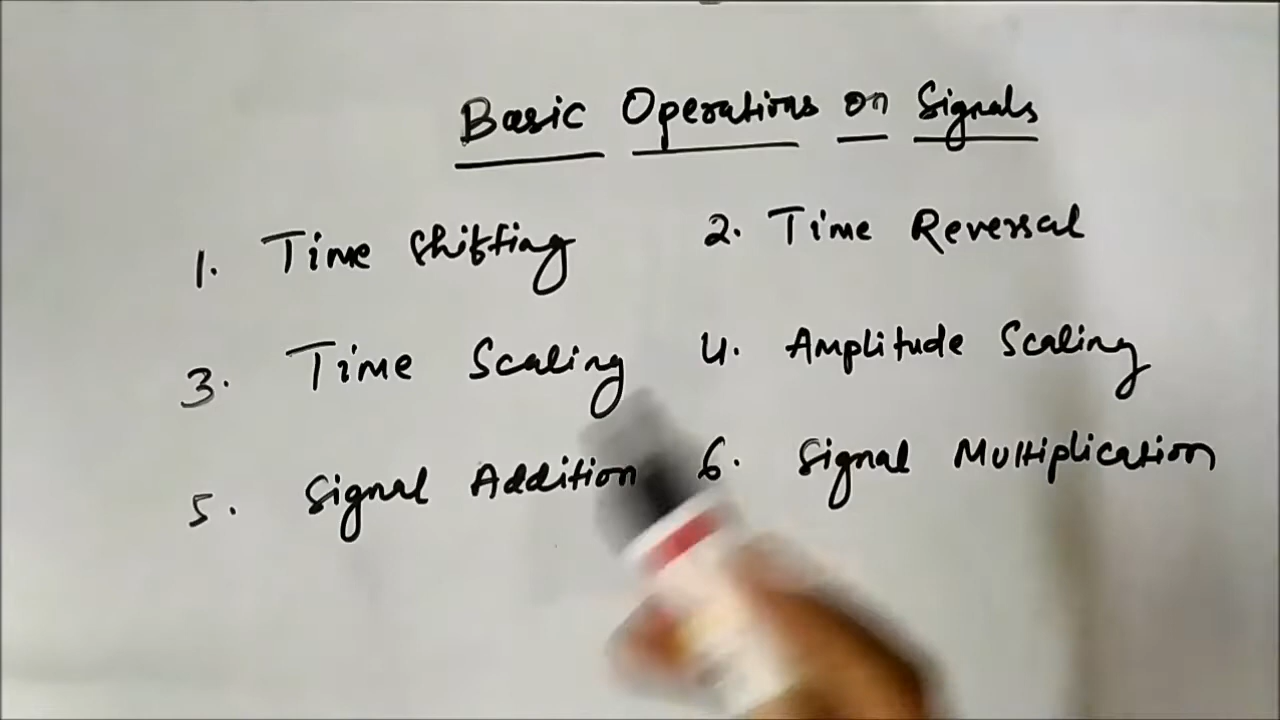 Basic Operations on Signals
1. Time Shifting 2. Time Reversal
3. Time Scaling 4. Amplitude Scaling
5. Signal Addition 6. Signal Multiplication